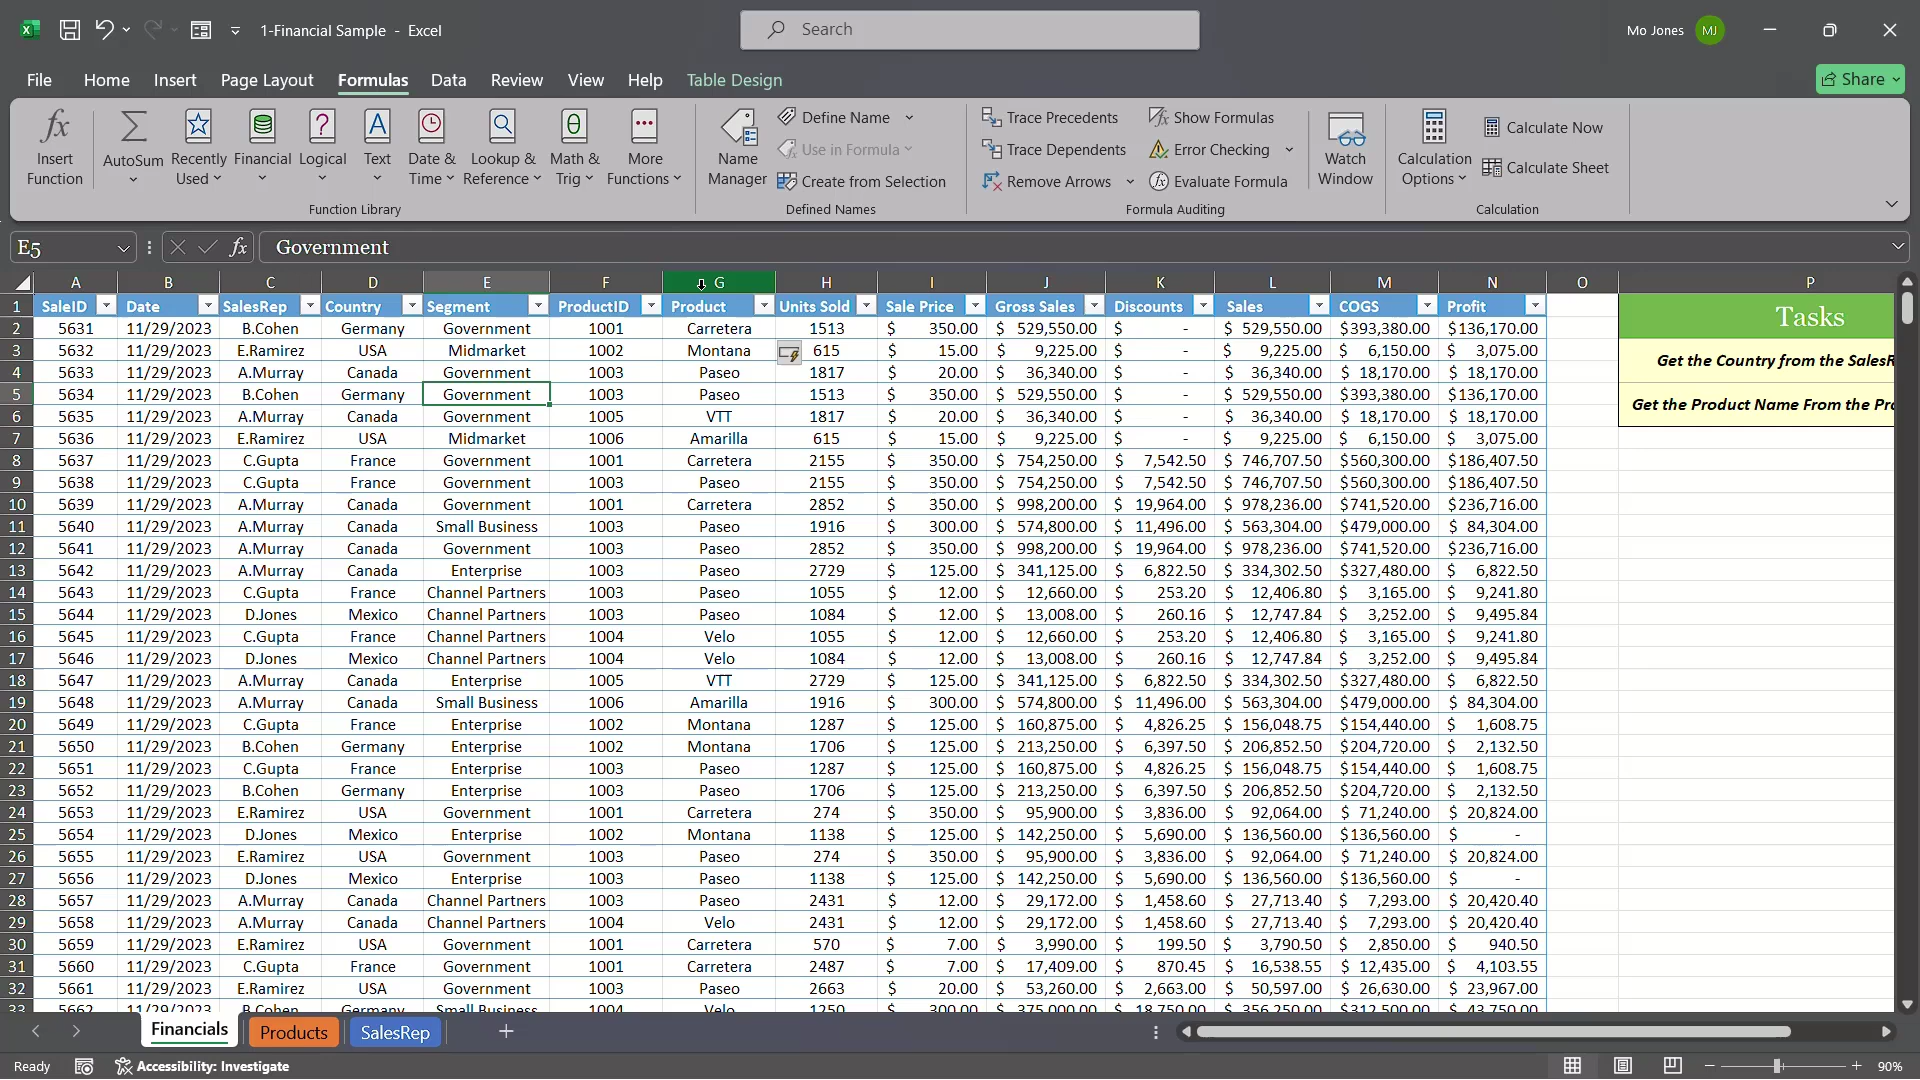 1-Financial Sample - Excel
Search
Mo Jones
MJ
File Home Insert Page Layout Formulas Data Review View Help Table Design
Share
Insert Function
AutoSum
Recently Used
Financial
Logical
Text
Date & Time
Lookup & Reference
Math & Trig
More Functions
Function Library
Name Manager
Define Name
Use in Formula
Create from Selection
Defined Names
Trace Precedents
Trace Dependents
Remove Arrows
Show Formulas
Error Checking
Evaluate Formula
Formula Auditing
Watch Window
Calculation Options
Calculate Now
Calculate Sheet
Calculation
E5 fx Government
A B C D E F G H I J K L M N O P
1 SaleID Date SalesRep Country Segment ProductID Product Units Sold Sale Price Gross Sales Discounts Sales COGS Profit Tasks
2 5631 11/29/2023 B.Cohen Germany Government 1001 Carretera 1513 $ 350.00 $ 529,550.00 $ - $ 529,550.00 $393,380.00 $136,170.00
3 5632 11/29/2023 E.Ramirez USA Midmarket 1002 Montana 615 $ 15.00 $ 9,225.00 $ - $ 9,225.00 $ 6,150.00 $ 3,075.00 Get the Country from the SalesR
4 5633 11/29/2023 A.Murray Canada Government 1003 Paseo 1817 $ 20.00 $ 36,340.00 $ - $ 36,340.00 $ 18,170.00 $ 18,170.00
5 5634 11/29/2023 B.Cohen Germany Government 1003 Paseo 1513 $ 350.00 $ 529,550.00 $ - $ 529,550.00 $393,380.00 $136,170.00 Get the Product Name From the Pro
6 5635 11/29/2023 A.Murray Canada Government 1005 VTT 1817 $ 20.00 $ 36,340.00 $ - $ 36,340.00 $ 18,170.00 $ 18,170.00
7 5636 11/29/2023 E.Ramirez USA Midmarket 1006 Amarilla 615 $ 15.00 $ 9,225.00 $ - $ 9,225.00 $ 6,150.00 $ 3,075.00
8 5637 11/29/2023 C.Gupta France Government 1001 Carretera 2155 $ 350.00 $ 754,250.00 $ 7,542.50 $ 746,707.50 $560,300.00 $186,407.50
9 5638 11/29/2023 C.Gupta France Government 1003 Paseo 2155 $ 350.00 $ 754,250.00 $ 7,542.50 $ 746,707.50 $560,300.00 $186,407.50
10 5639 11/29/2023 A.Murray Canada Government 1001 Carretera 2852 $ 350.00 $ 998,200.00 $ 19,964.00 $ 978,236.00 $741,520.00 $236,716.00
11 5640 11/29/2023 A.Murray Canada Small Business 1003 Paseo 1916 $ 300.00 $ 574,800.00 $ 11,496.00 $ 563,304.00 $479,000.00 $ 84,304.00
12 5641 11/29/2023 A.Murray Canada Government 1003 Paseo 2852 $ 350.00 $ 998,200.00 $ 19,964.00 $ 978,236.00 $741,520.00 $236,716.00
13 5642 11/29/2023 A.Murray Canada Enterprise 1003 Paseo 2729 $ 125.00 $ 341,125.00 $ 6,822.50 $ 334,302.50 $327,480.00 $ 6,822.50
14 5643 11/29/2023 C.Gupta France Channel Partners 1003 Paseo 1055 $ 12.00 $ 12,660.00 $ 253.20 $ 12,406.80 $ 3,165.00 $ 9,241.80
15 5644 11/29/2023 D.Jones Mexico Channel Partners 1003 Paseo 1084 $ 12.00 $ 13,008.00 $ 260.16 $ 12,747.84 $ 3,252.00 $ 9,495.84
16 5645 11/29/2023 C.Gupta France Channel Partners 1004 Velo 1055 $ 12.00 $ 12,660.00 $ 253.20 $ 12,406.80 $ 3,165.00 $ 9,241.80
17 5646 11/29/2023 D.Jones Mexico Channel Partners 1004 Velo 1084 $ 12.00 $ 13,008.00 $ 260.16 $ 12,747.84 $ 3,252.00 $ 9,495.84
18 5647 11/29/2023 A.Murray Canada Enterprise 1005 VTT 2729 $ 125.00 $ 341,125.00 $ 6,822.50 $ 334,302.50 $327,480.00 $ 6,822.50
19 5648 11/29/2023 A.Murray Canada Small Business 1006 Amarilla 1916 $ 300.00 $ 574,800.00 $ 11,496.00 $ 563,304.00 $479,000.00 $ 84,304.00
20 5649 11/29/2023 C.Gupta France Enterprise 1002 Montana 1287 $ 125.00 $ 160,875.00 $ 4,826.25 $ 156,048.75 $154,440.00 $ 1,608.75
21 5650 11/29/2023 B.Cohen Germany Enterprise 1002 Montana 1706 $ 125.00 $ 213,250.00 $ 6,397.50 $ 206,852.50 $204,720.00 $ 2,132.50
22 5651 11/29/2023 C.Gupta France Enterprise 1003 Paseo 1287 $ 125.00 $ 160,875.00 $ 4,826.25 $ 156,048.75 $154,440.00 $ 1,608.75
23 5652 11/29/2023 B.Cohen Germany Enterprise 1003 Paseo 1706 $ 125.00 $ 213,250.00 $ 6,397.50 $ 206,852.50 $204,720.00 $ 2,132.50
24 5653 11/29/2023 E.Ramirez USA Government 1001 Carretera 274 $ 350.00 $ 95,900.00 $ 3,836.00 $ 92,064.00 $ 71,240.00 $ 20,824.00
25 5654 11/29/2023 D.Jones Mexico Enterprise 1002 Montana 1138 $ 125.00 $ 142,250.00 $ 5,690.00 $ 136,560.00 $136,560.00 $ -
26 5655 11/29/2023 E.Ramirez USA Government 1003 Paseo 274 $ 350.00 $ 95,900.00 $ 3,836.00 $ 92,064.00 $ 71,240.00 $ 20,824.00
27 5656 11/29/2023 D.Jones Mexico Enterprise 1003 Paseo 1138 $ 125.00 $ 142,250.00 $ 5,690.00 $ 136,560.00 $136,560.00 $ -
28 5657 11/29/2023 A.Murray Canada Channel Partners 1003 Paseo 2431 $ 12.00 $ 29,172.00 $ 1,458.60 $ 27,713.40 $ 7,293.00 $ 20,420.40
29 5658 11/29/2023 A.Murray Canada Channel Partners 1004 Velo 2431 $ 12.00 $ 29,172.00 $ 1,458.60 $ 27,713.40 $ 7,293.00 $ 20,420.40
30 5659 11/29/2023 E.Ramirez USA Government 1001 Carretera 570 $ 7.00 $ 3,990.00 $ 199.50 $ 3,790.50 $ 2,850.00 $ 940.50
31 5660 11/29/2023 C.Gupta France Government 1001 Carretera 2487 $ 7.00 $ 17,409.00 $ 870.45 $ 16,538.55 $ 12,435.00 $ 4,103.55
32 5661 11/29/2023 E.Ramirez USA Government 1003 Paseo 2663 $ 20.00 $ 53,260.00 $ 2,663.00 $ 50,597.00 $ 26,630.00 $ 23,967.00
33 5662 11/29/2023 B.Cohen Germany Small Business 1004 Velo 1250 $ 300.00 $ 375,000.00 $ 18,750.00 $ 356,250.00 $312,500.00 $ 43,750.00
Financials Products SalesRep
Ready Accessibility: Investigate 90%